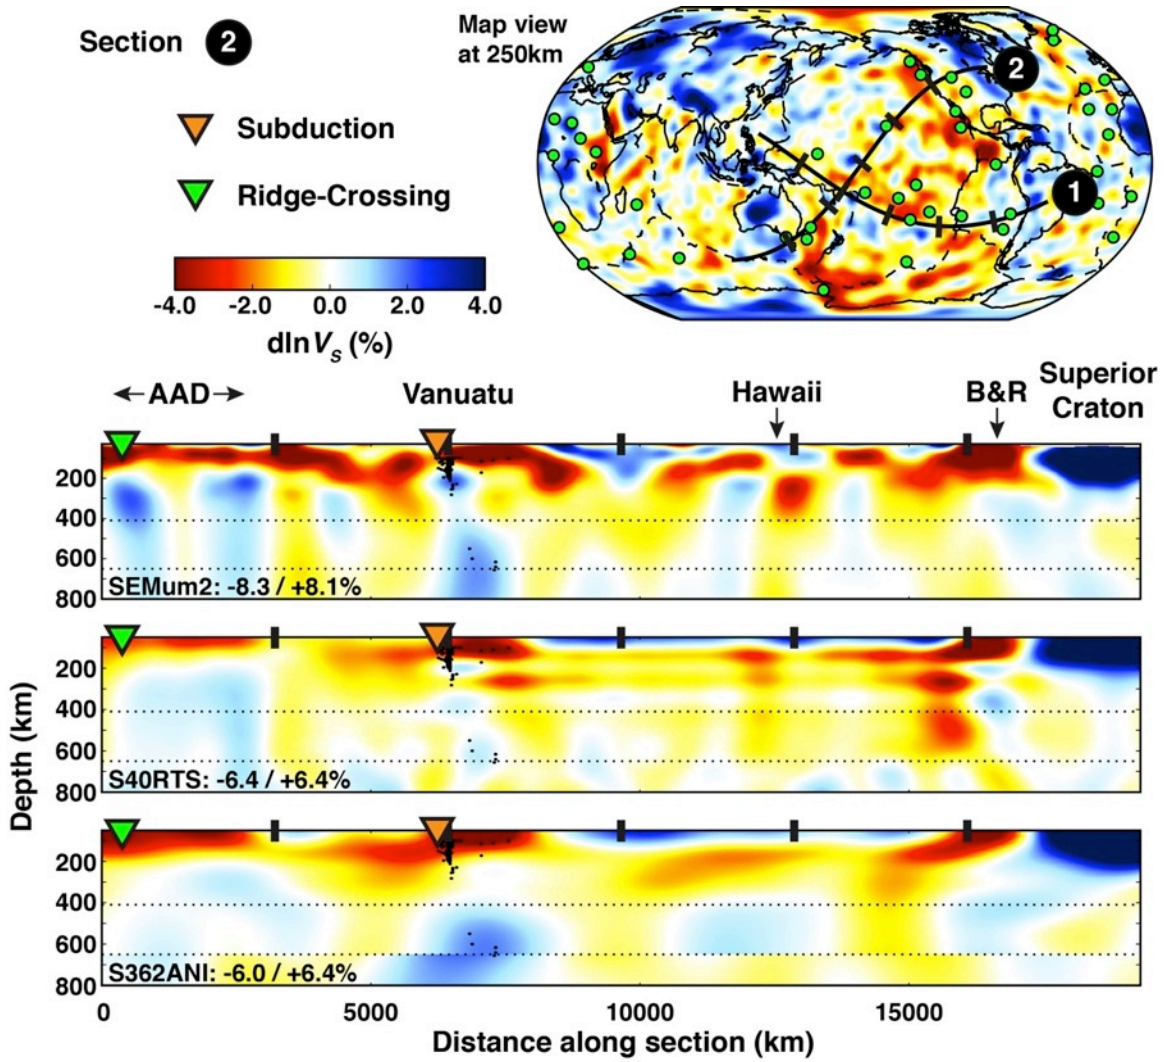 Section 2
Map view
at 250km
2
1
Subduction
Ridge-Crossing
-4.0 -2.0 0.0 2.0 4.0
dlnVS (%)
←AAD→ Vanuatu Hawaii B&R Superior
Craton
200
400
600
800
SEMum2: -8.3 / +8.1%
200
400
600
800
S40RTS: -6.4 / +6.4%
200
400
600
800
S362ANI: -6.0 / +6.4%
Depth (km)
0 5000 10000 15000
Distance along section (km)